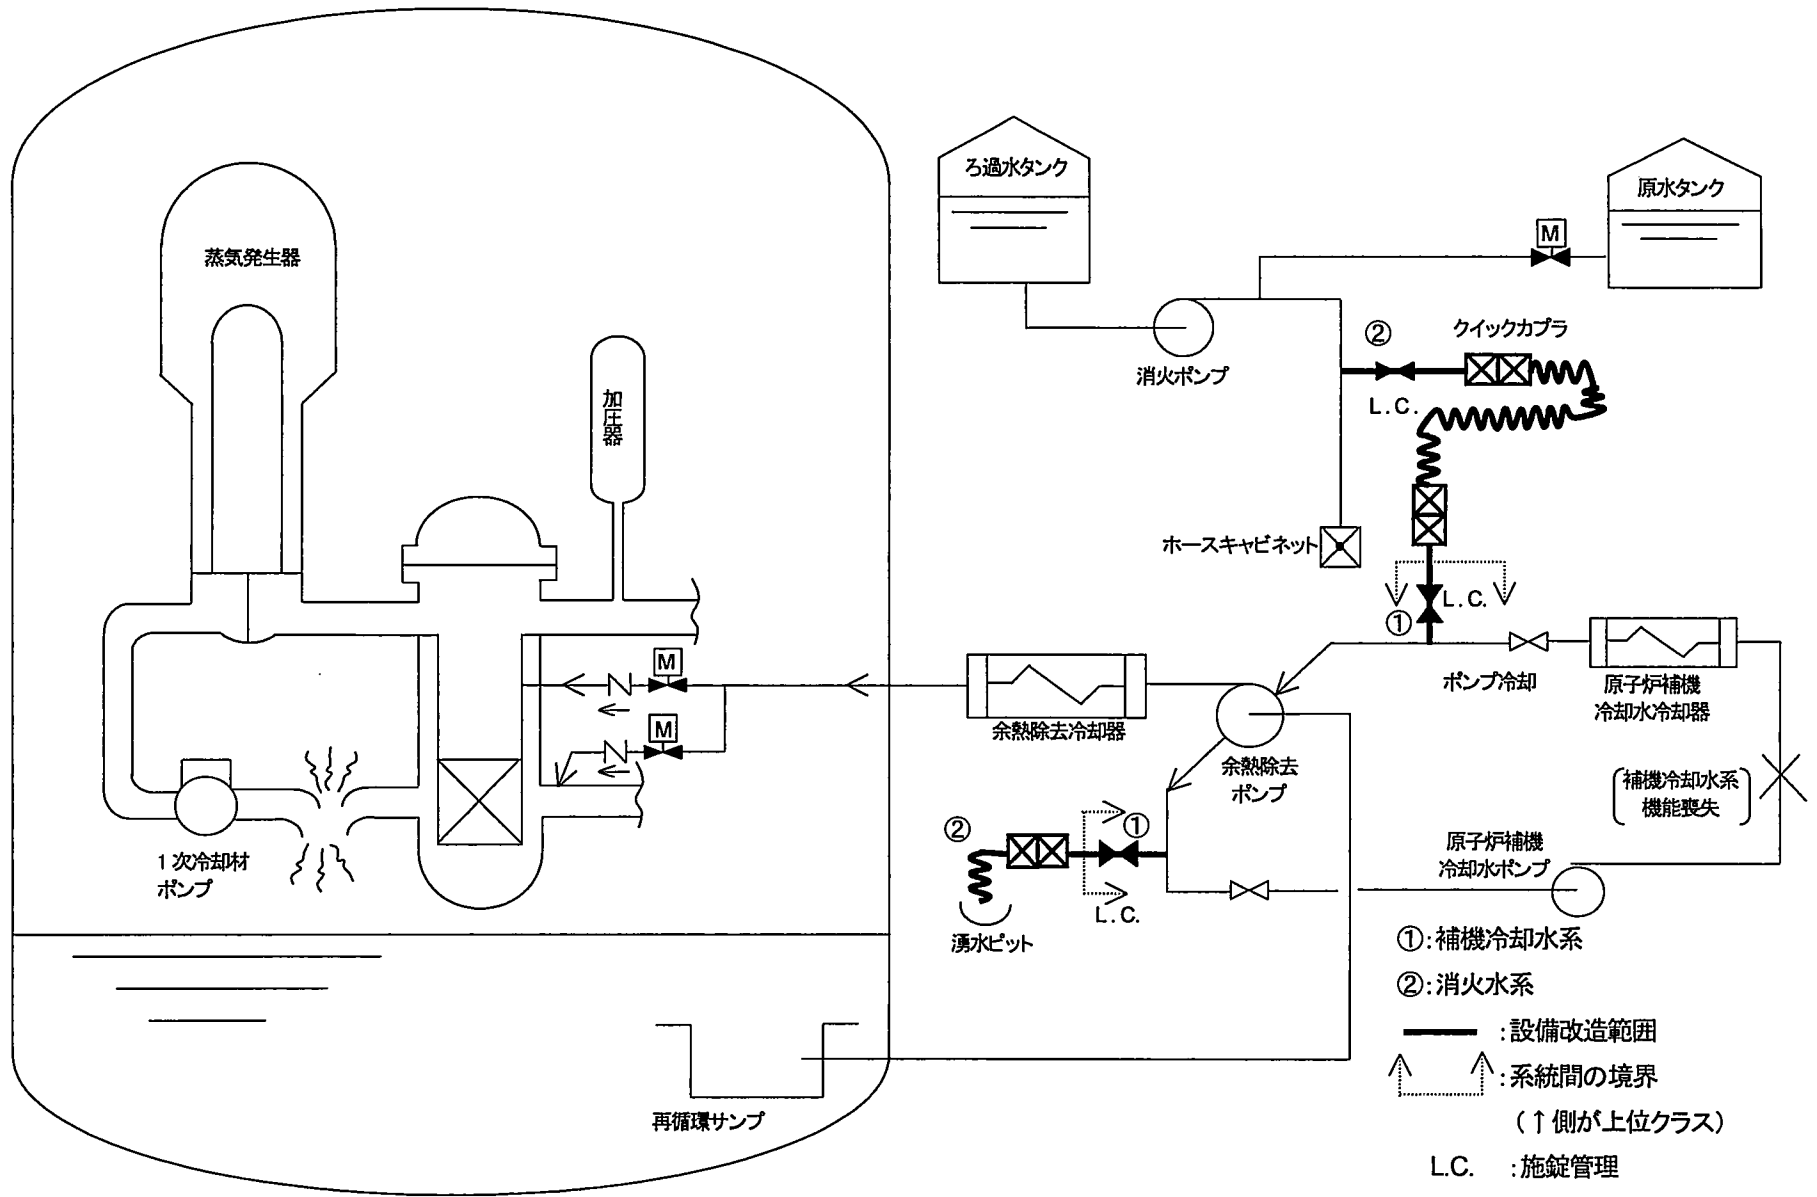 ろ過水タンク
原水タンク
M
蒸気発生器
②
クイックカプラ
消火ポンプ
L.C.
加圧器
ホースキャビネット
L.C.
①
M
ポンプ冷却
原子炉補機
冷却水冷却器
M
余熱除去冷却器
余熱除去
ポンプ
補機冷却水系
機能喪失
②
①
1次冷却材
ポンプ
原子炉補機
冷却水ポンプ
L.C.
湧水ピット
①:補機冷却水系
②:消火水系
:設備改造範囲
:系統間の境界
(↑側が上位クラス)
再循環サンプ
L.C. :施錠管理